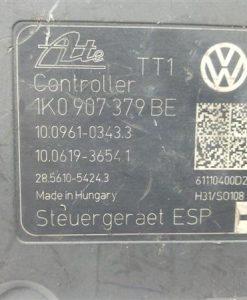 Ate TT1
Controller
1K0 907 379 BE
10.0961-0343.3
10.0619-3654.1
28.5610-5424.3 61110400D2
Made in Hungary H31/S0108
Steuergeraet ESP